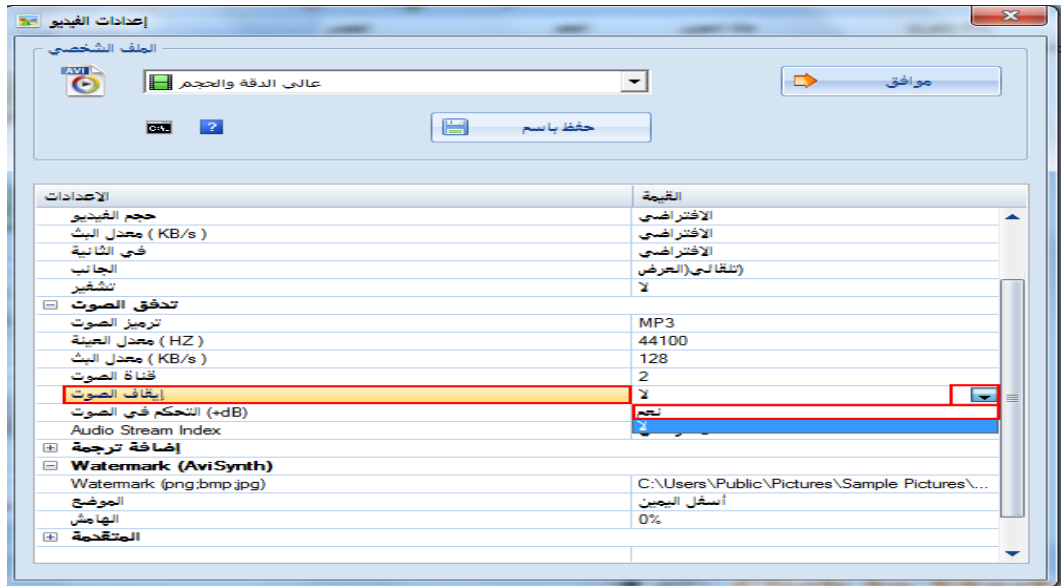 إعدادات الفيديو
الملف الشخصي
AVI
عالي الدقة والحجم
موافق
C:\.
?
حفظ باسم
الاعدادات القيمة
حجم الفيديو الافتراضي
معدل البث ( KB/s ) الافتراضي
في الثانية الافتراضي
الجانب (تلقائي(العرض
تشفير لا
تدفق الصوت
ترميز الصوت MP3
معدل العينة ( HZ ) 44100
معدل البث ( KB/s ) 128
قناة الصوت 2
إيقاف الصوت لا
التحكم في الصوت (+dB) نعم
Audio Stream Index لا
إضافة ترجمة
Watermark (AviSynth)
Watermark (png;bmp;jpg) C:\Users\Public\Pictures\Sample Pictures\...
الموضع أسفل اليمين
الهامش 0%
المتقدمة